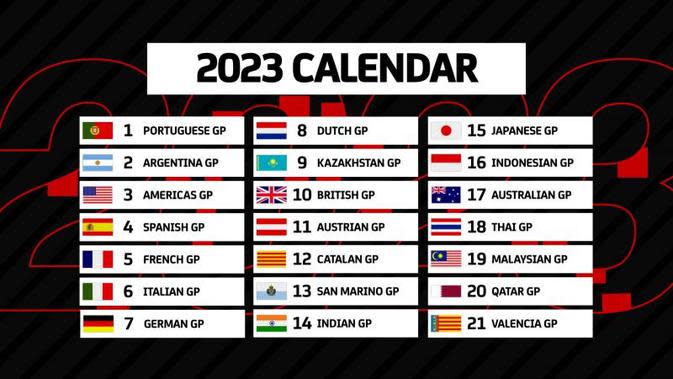 2023 CALENDAR
1 PORTUGUESE GP
2 ARGENTINA GP
3 AMERICAS GP
4 SPANISH GP
5 FRENCH GP
6 ITALIAN GP
7 GERMAN GP
8 DUTCH GP
9 KAZAKHSTAN GP
10 BRITISH GP
11 AUSTRIAN GP
12 CATALAN GP
13 SAN MARINO GP
14 INDIAN GP
15 JAPANESE GP
16 INDONESIAN GP
17 AUSTRALIAN GP
18 THAI GP
19 MALAYSIAN GP
20 QATAR GP
21 VALENCIA GP